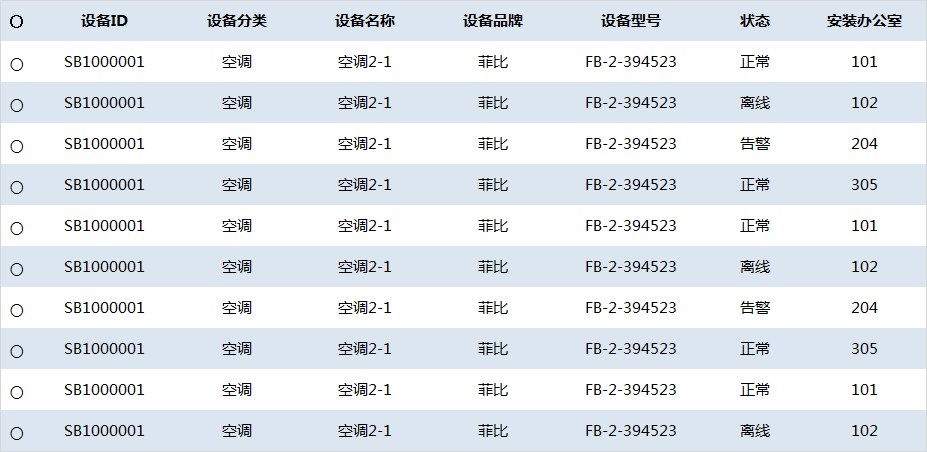 设备ID 设备分类 设备名称 设备品牌 设备型号 状态 安装办公室
SB1000001 空调 空调2-1 菲比 FB-2-394523 正常 101
SB1000001 空调 空调2-1 菲比 FB-2-394523 离线 102
SB1000001 空调 空调2-1 菲比 FB-2-394523 告警 204
SB1000001 空调 空调2-1 菲比 FB-2-394523 正常 305
SB1000001 空调 空调2-1 菲比 FB-2-394523 正常 101
SB1000001 空调 空调2-1 菲比 FB-2-394523 离线 102
SB1000001 空调 空调2-1 菲比 FB-2-394523 告警 204
SB1000001 空调 空调2-1 菲比 FB-2-394523 正常 305
SB1000001 空调 空调2-1 菲比 FB-2-394523 正常 101
SB1000001 空调 空调2-1 菲比 FB-2-394523 离线 102